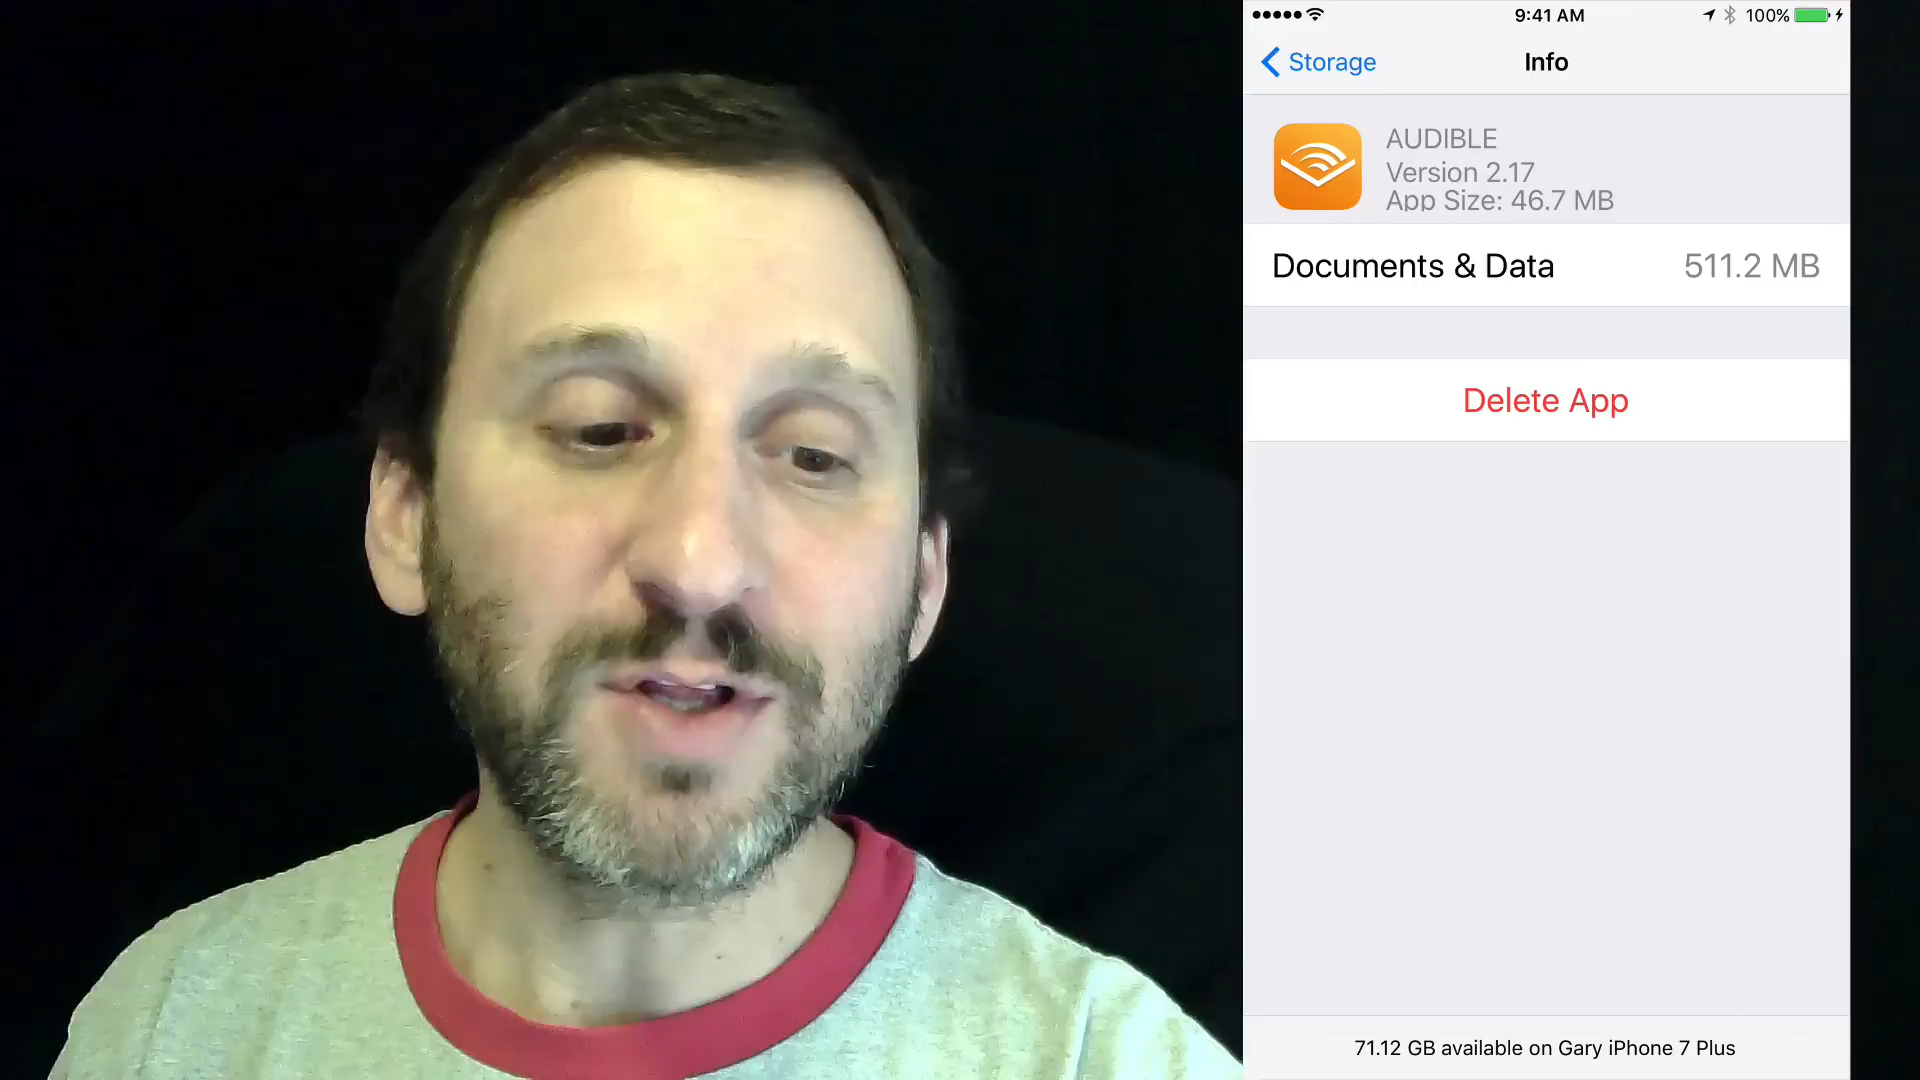 9:41 AM
100%
Storage
Info
AUDIBLE
Version 2.17
App Size: 46.7 MB
Documents & Data
511.2 MB
Delete App
71.12 GB available on Gary iPhone 7 Plus